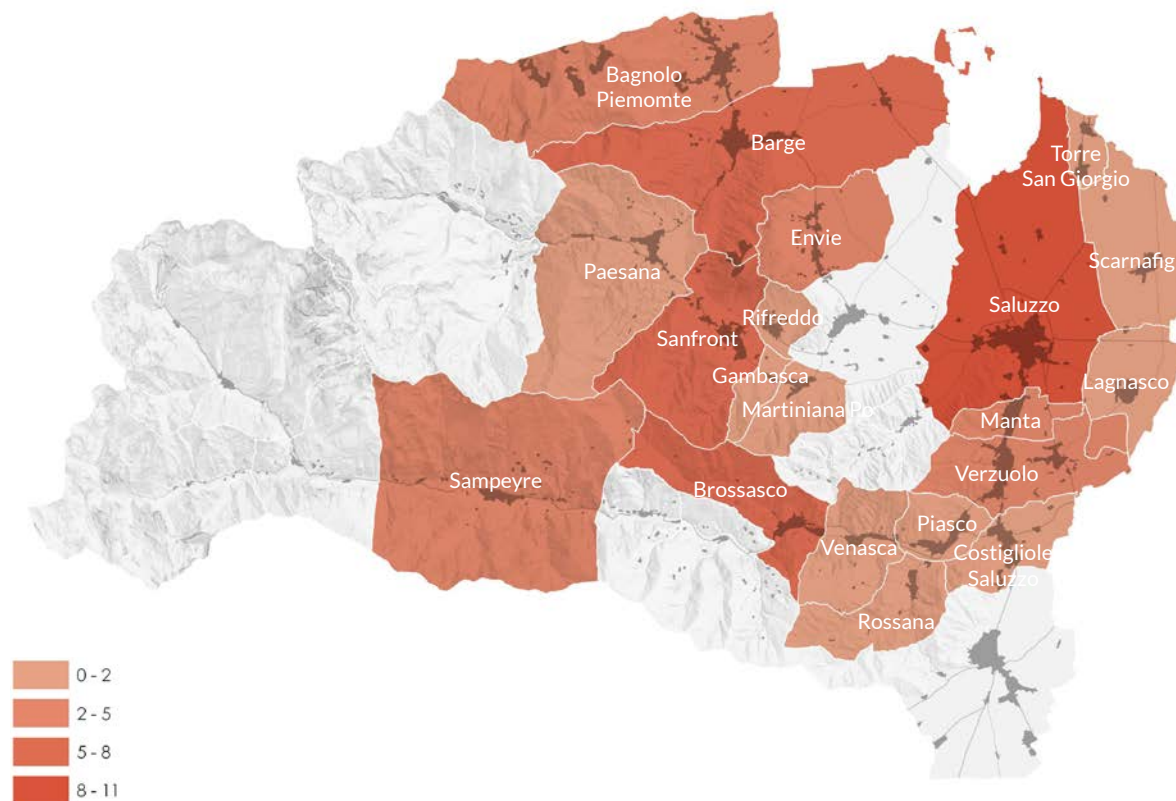 Bagnolo
Piemomte
Barge
Torre
San Giorgio
Envie
Paesana
Scarnafig
Saluzzo
Rifreddo
Sanfront
Gambasca
Lagnasco
Martiniana Po
Manta
Verzuolo
Sampeyre
Brossasco
Piasco
Venasca
Costigliole
Saluzzo
Rossana
0 - 2
2 - 5
5 - 8
8 - 11